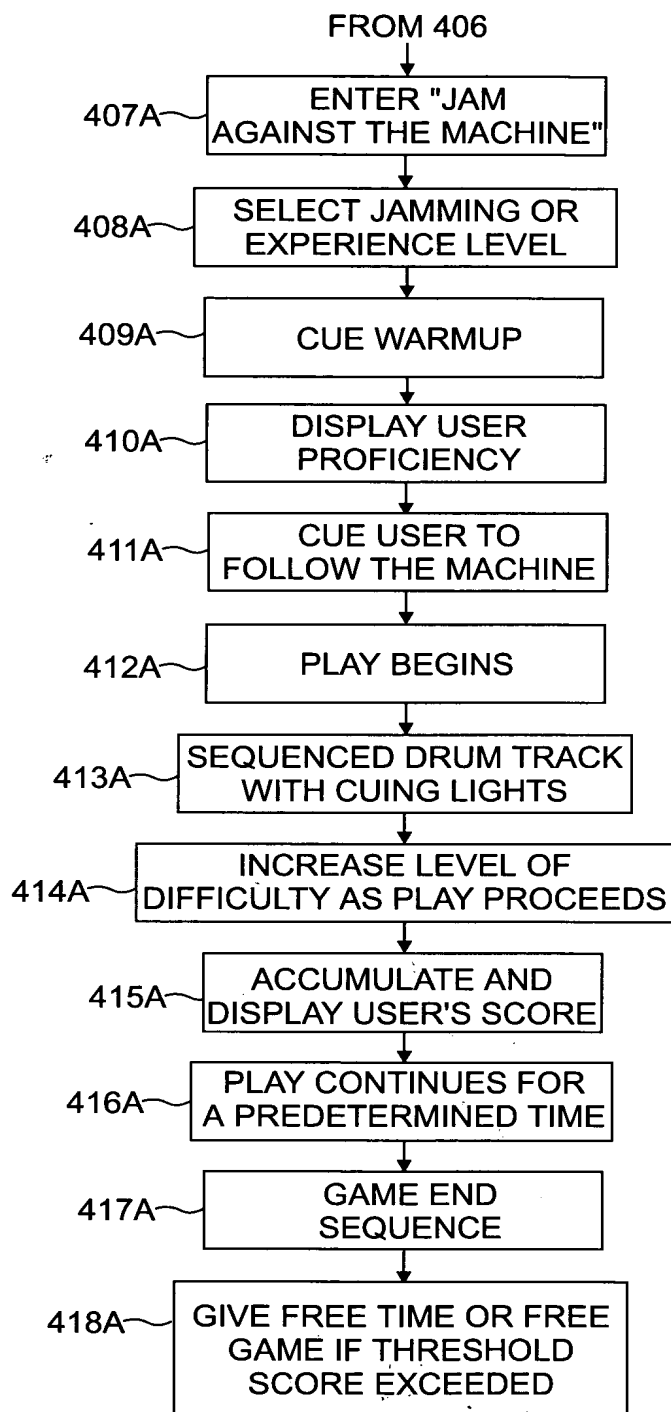 FROM 406
407A
ENTER "JAM
AGAINST THE MACHINE"
408A
SELECT JAMMING OR
EXPERIENCE LEVEL
409A
CUE WARMUP
410A
DISPLAY USER
PROFICIENCY
411A
CUE USER TO
FOLLOW THE MACHINE
412A
PLAY BEGINS
413A
SEQUENCED DRUM TRACK
WITH CUING LIGHTS
414A
INCREASE LEVEL OF
DIFFICULTY AS PLAY PROCEEDS
415A
ACCUMULATE AND
DISPLAY USER'S SCORE
416A
PLAY CONTINUES FOR
A PREDETERMINED TIME
417A
GAME END
SEQUENCE
418A
GIVE FREE TIME OR FREE
GAME IF THRESHOLD
SCORE EXCEEDED